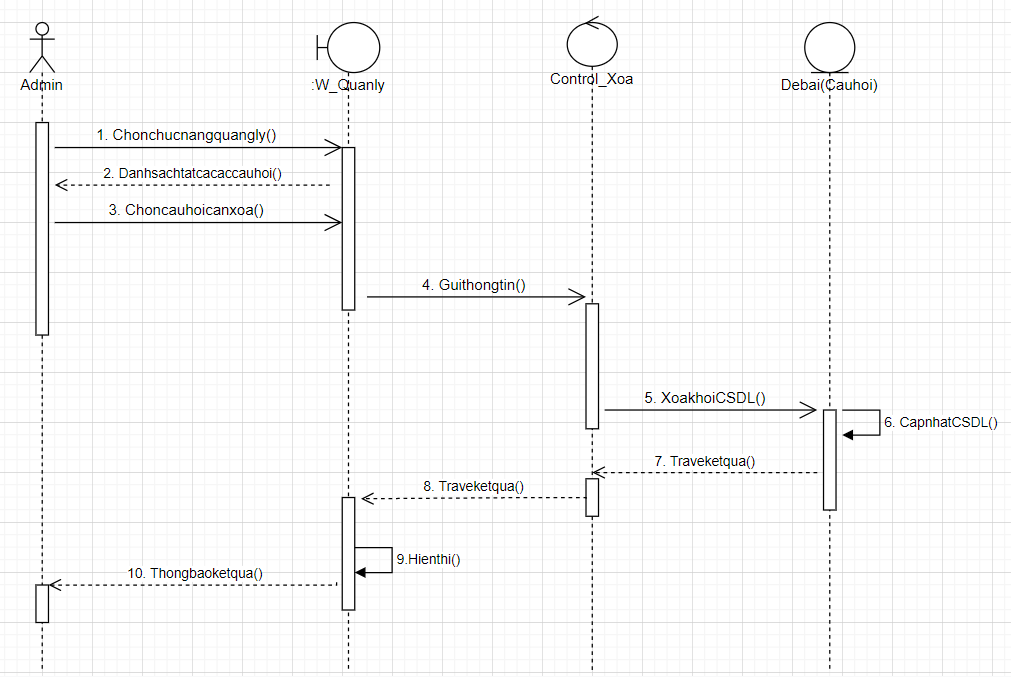 Admin
:W_Quanly
Control_Xoa
Debai(Cauhoi)
1. Chonchucnangquangly()
2. Danhsachtatcacaccauhoi()
3. Choncauhoicanxoa()
4. Guithongtin()
5. XoakhoiCSDL()
6. CapnhatCSDL()
7. Traveketqua()
8. Traveketqua()
9.Hienthi()
10. Thongbaoketqua()